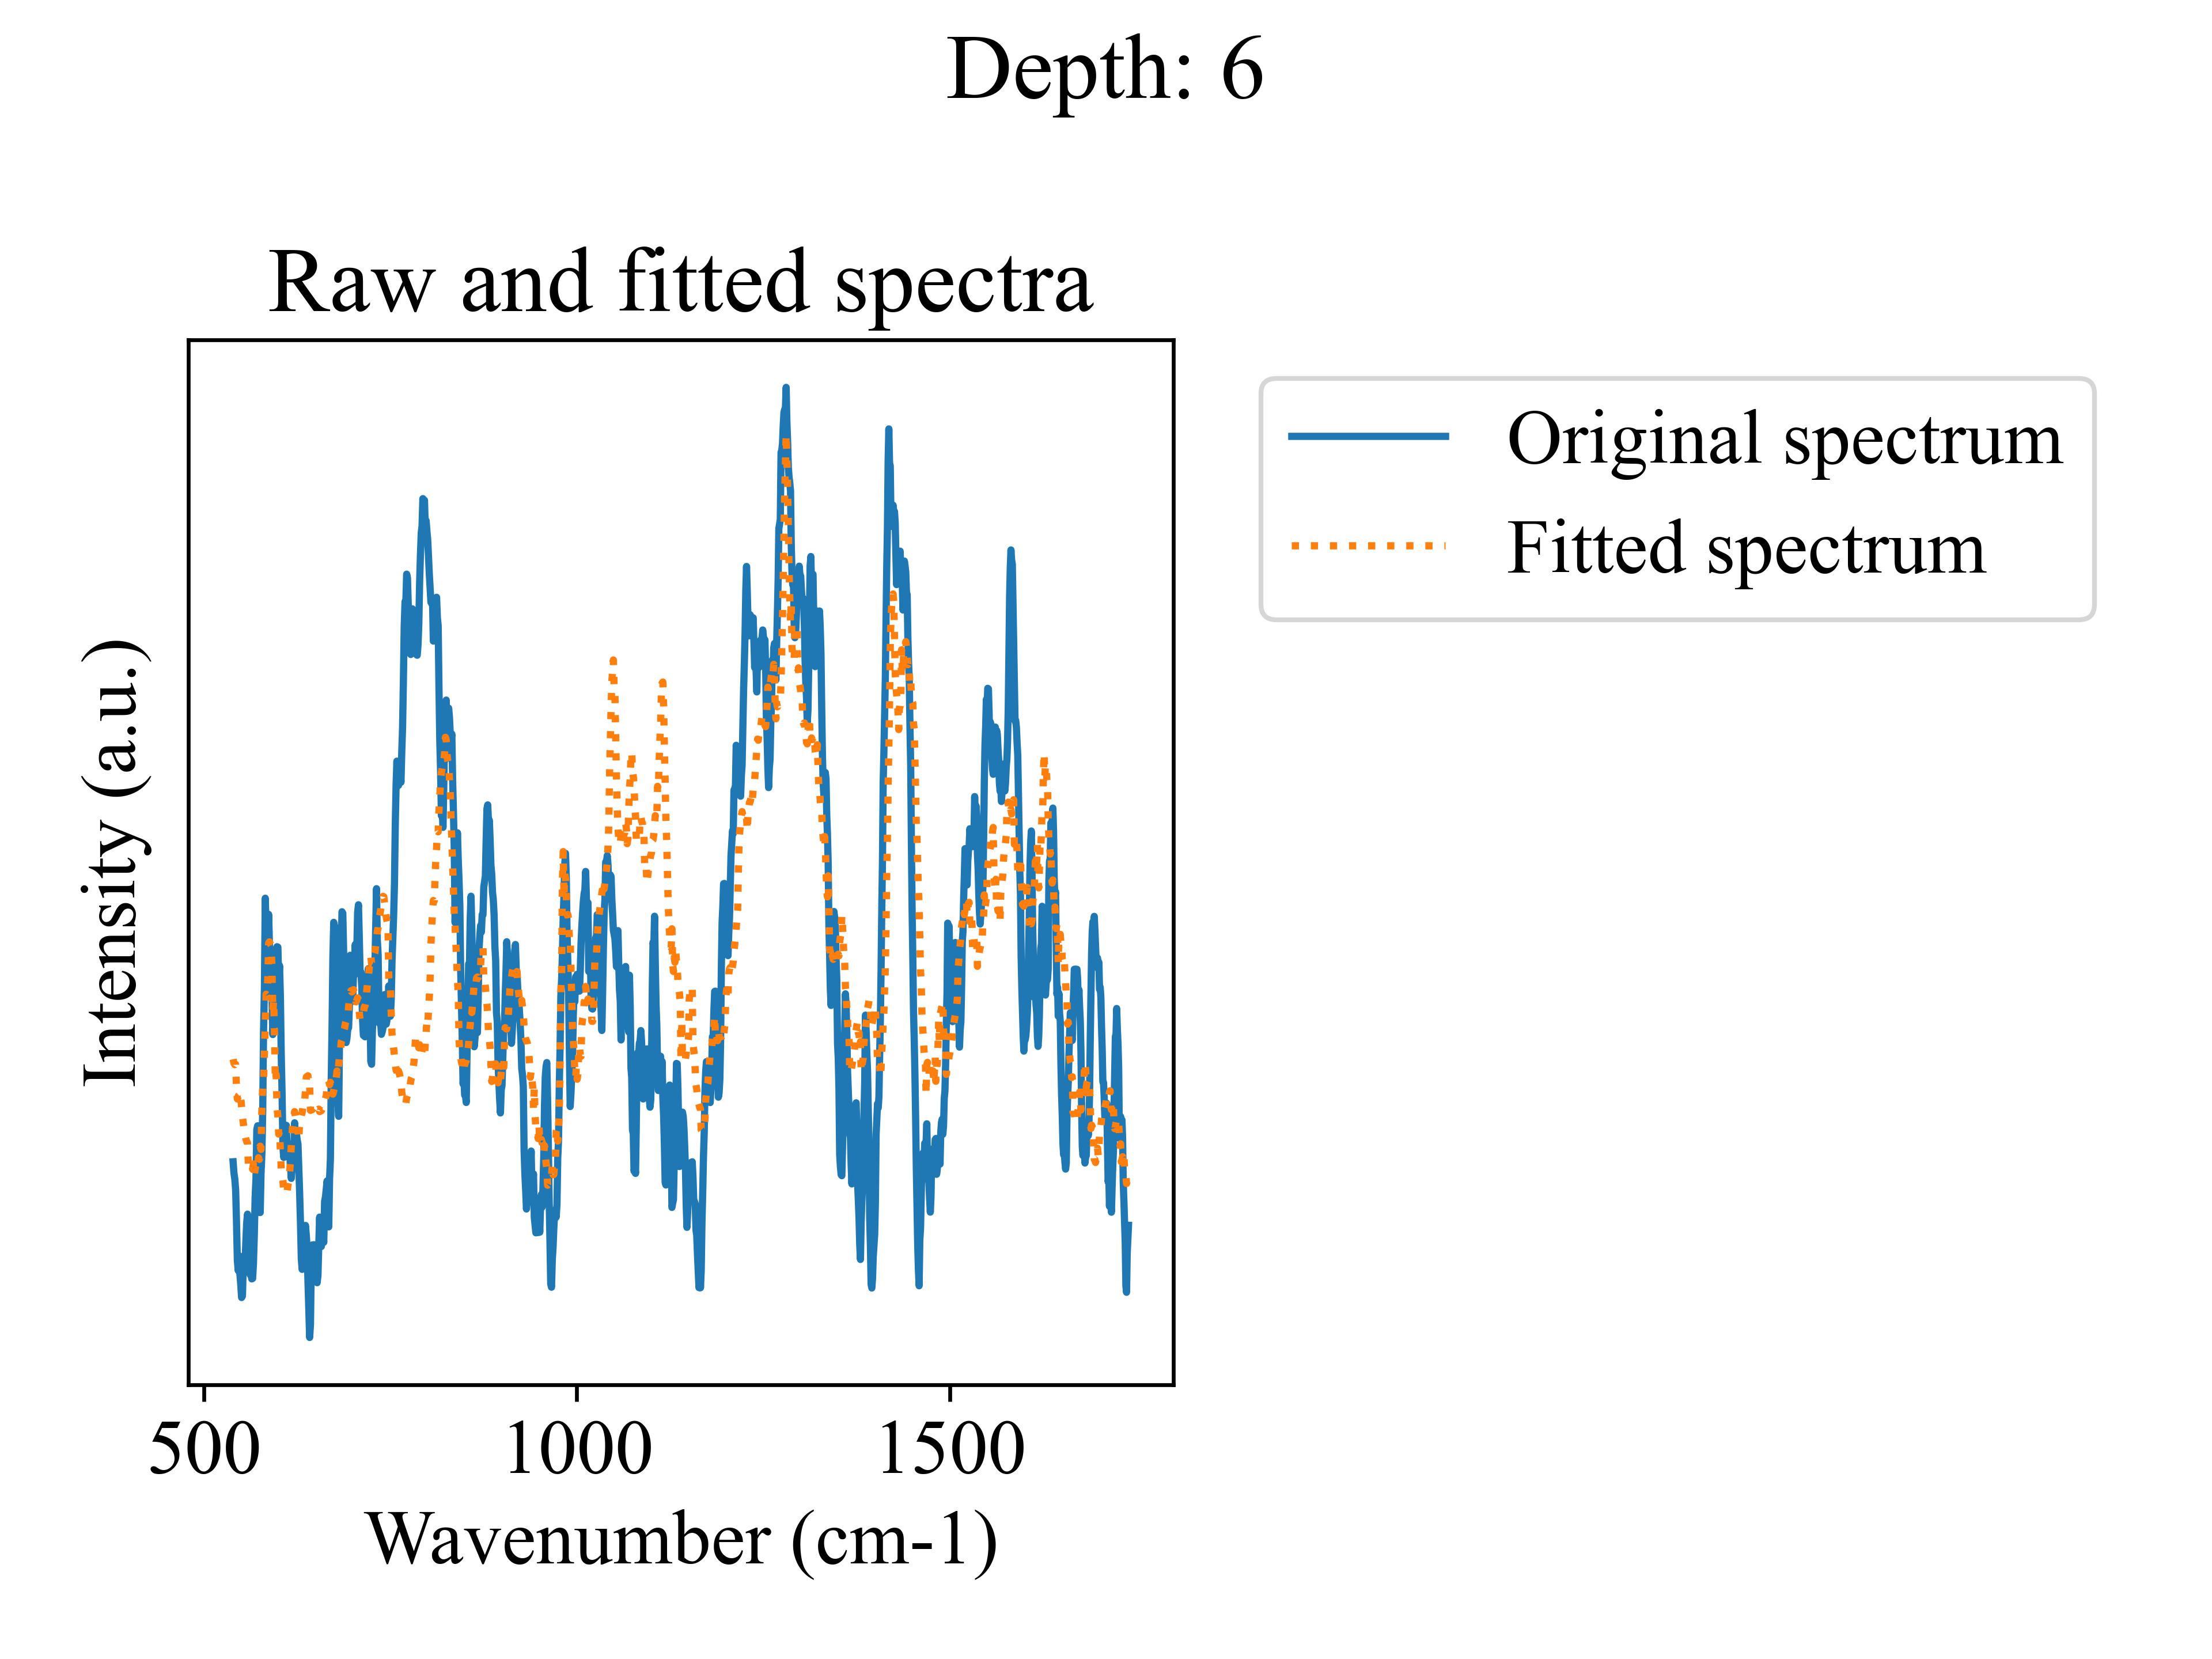 Depth: 6
Raw and fitted spectra
Original spectrum
Fitted spectrum
Intensity (a.u.)
500 1000 1500
Wavenumber (cm-1)